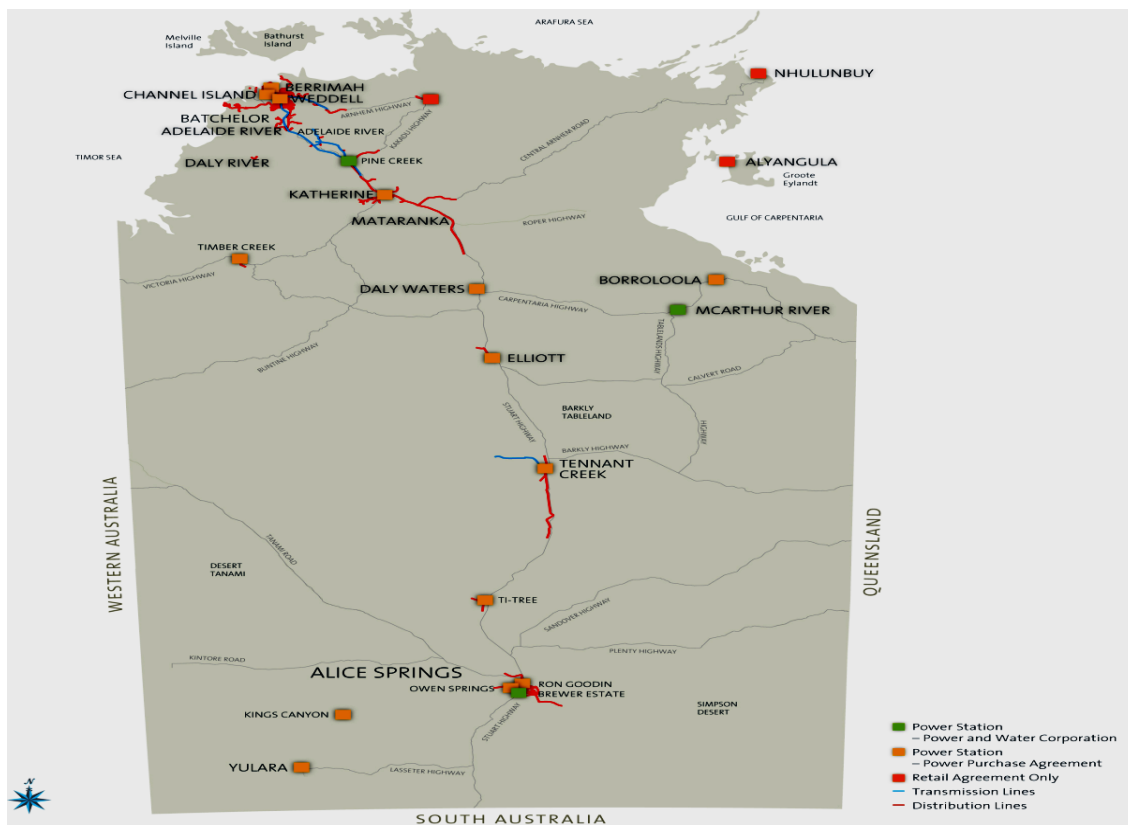 ARAFURA SEA
Melville
Island
Bathurst
Island
NHULUNBUY
BERRIMAH
CHANNEL ISLAND
WEDDELL
ARNHEM HIGHWAY
BATCHELOR
ADELAIDE RIVER
ADELAIDE RIVER
KAKADU HIGHWAY
CENTRAL ARNHEM ROAD
TIMOR SEA
DALY RIVER
PINE CREEK
ALYANGULA
Groote
Eylandt
KATHERINE
MATARANKA
ROPER HIGHWAY
GULF OF CARPENTARIA
TIMBER CREEK
VICTORIA HIGHWAY
DALY WATERS
BORROLOOLA
CARPENTARIA HIGHWAY
MCARTHUR RIVER
TABLELANDS HIGHWAY
BUNTINE HIGHWAY
ELLIOTT
CALVERT ROAD
STUART HIGHWAY
BARKLY
TABLELAND
HIGHWAY
BARKLY HIGHWAY
TENNANT
CREEK
WESTERN AUSTRALIA
QUEENSLAND
TANAMI ROAD
DESERT
TANAMI
TI-TREE
SANDOVER HIGHWAY
KINTORE ROAD
PLENTY HIGHWAY
ALICE SPRINGS
OWEN SPRINGS
RON GOODIN
BREWER ESTATE
SIMPSON
DESERT
KINGS CANYON
STUART HIGHWAY
YULARA
LASSETER HIGHWAY
Power Station
– Power and Water Corporation
Power Station
– Power Purchase Agreement
Retail Agreement Only
Transmission Lines
Distribution Lines
N
SOUTH AUSTRALIA